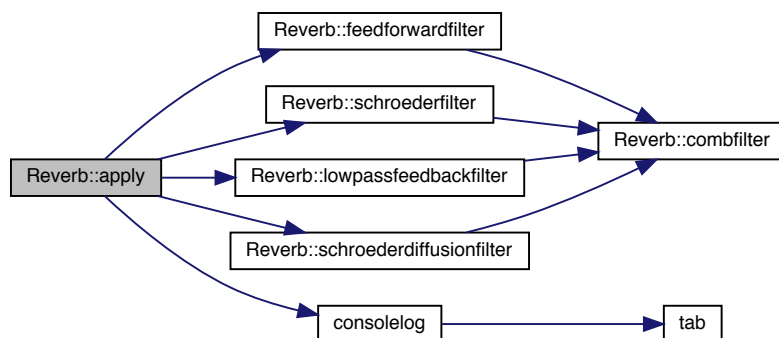 Reverb::feedforwardfilter
Reverb::schroederfilter
Reverb::combfilter
Reverb::apply
Reverb::lowpassfeedbackfilter
Reverb::schroederdiffusionfilter
consolelog
tab